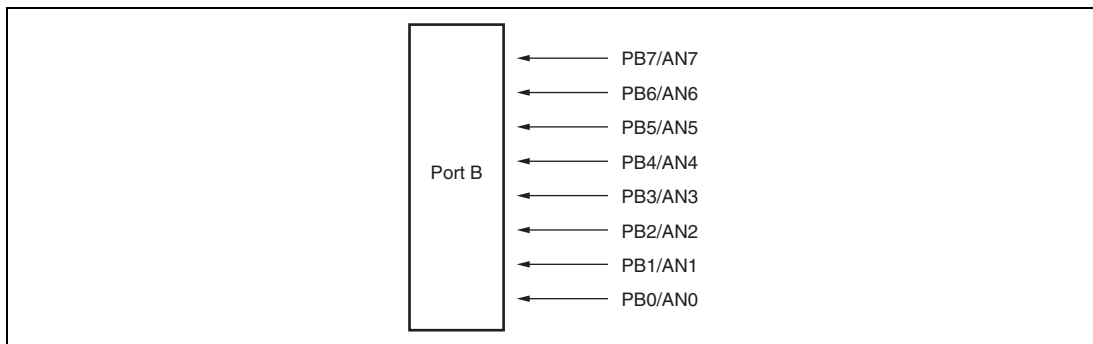 PB7/AN7
PB6/AN6
PB5/AN5
PB4/AN4
Port B
PB3/AN3
PB2/AN2
PB1/AN1
PB0/AN0